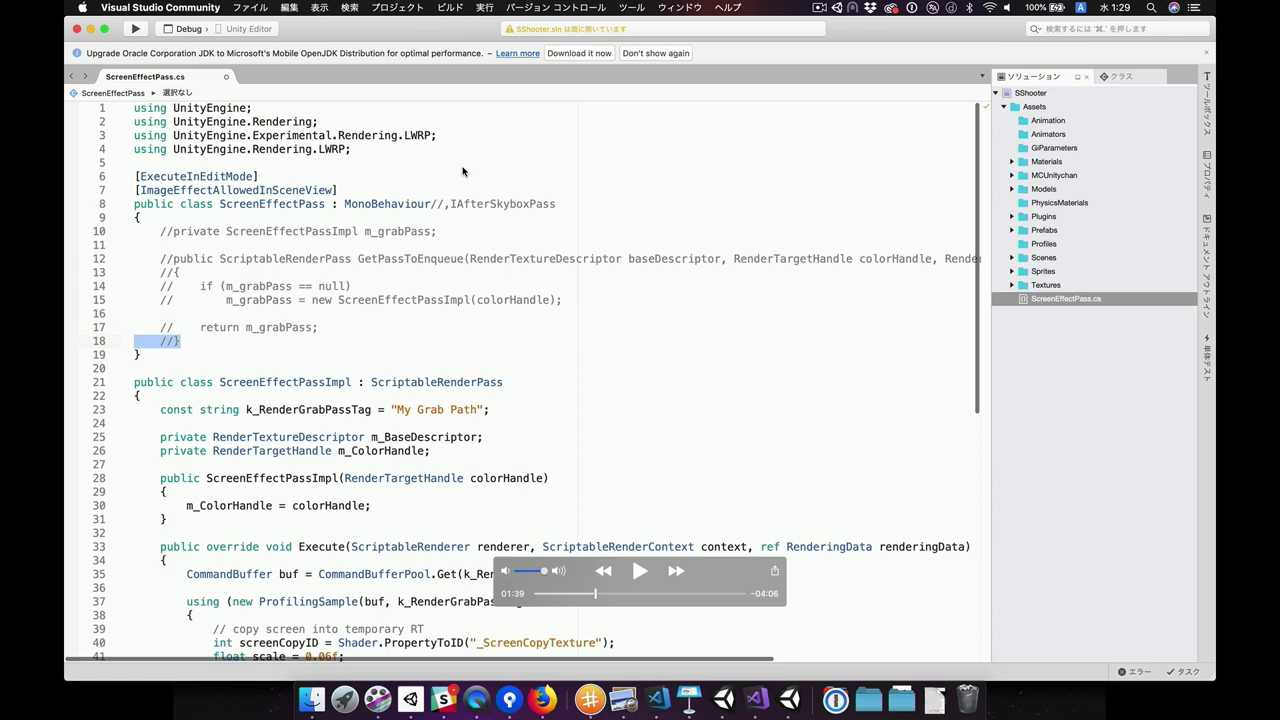 Visual Studio Community ファイル 編集 表示 検索 プロジェクト ビルド 実行 バージョン コントロール ツール ウィンドウ ヘルプ 100% 水 1:29
Debug 〉 Unity Editor
SShooter.sln は既に開いています
検索するには '⌘.' を押します
Upgrade Oracle Corporation JDK to Microsoft's Mobile OpenJDK Distribution for optimal performance. – Learn more Download it now Don't show again
ScreenEffectPass.cs
ScreenEffectPass ▶ 選択なし
1 using UnityEngine;
2 using UnityEngine.Rendering;
3 using UnityEngine.Experimental.Rendering.LWRP;
4 using UnityEngine.Rendering.LWRP;
5
6 [ExecuteInEditMode]
7 [ImageEffectAllowedInSceneView]
8 public class ScreenEffectPass : MonoBehaviour//,IAfterSkyboxPass
9 {
10 //private ScreenEffectPassImpl m_grabPass;
11
12 //public ScriptableRenderPass GetPassToEnqueue(RenderTextureDescriptor baseDescriptor, RenderTargetHandle colorHandle, Rende
13 //{
14 // if (m_grabPass == null)
15 // m_grabPass = new ScreenEffectPassImpl(colorHandle);
16
17 // return m_grabPass;
18 //}
19 }
20
21 public class ScreenEffectPassImpl : ScriptableRenderPass
22 {
23 const string k_RenderGrabPassTag = "My Grab Path";
24
25 private RenderTextureDescriptor m_BaseDescriptor;
26 private RenderTargetHandle m_ColorHandle;
27
28 public ScreenEffectPassImpl(RenderTargetHandle colorHandle)
29 {
30 m_ColorHandle = colorHandle;
31 }
32
33 public override void Execute(ScriptableRenderer renderer, ScriptableRenderContext context, ref RenderingData renderingData)
34 {
35 CommandBuffer buf = CommandBufferPool.Get(k_Re
36
37 using (new ProfilingSample(buf, k_RenderGrabPas
38 {
39 // copy screen into temporary RT
40 int screenCopyID = Shader.PropertyToID("_ScreenCopyTexture");
41 float scale = 0.06f;
01:39 −04:06
ソリューション クラス
SShooter
Assets
Animation
Animators
GiParameters
Materials
MCUnitychan
Models
PhysicsMaterials
Plugins
Prefabs
Profiles
Scenes
Sprites
Textures
ScreenEffectPass.cs
ツールボックス
プロパティ
ドキュメント アウトライン
単体テスト
エラー タスク